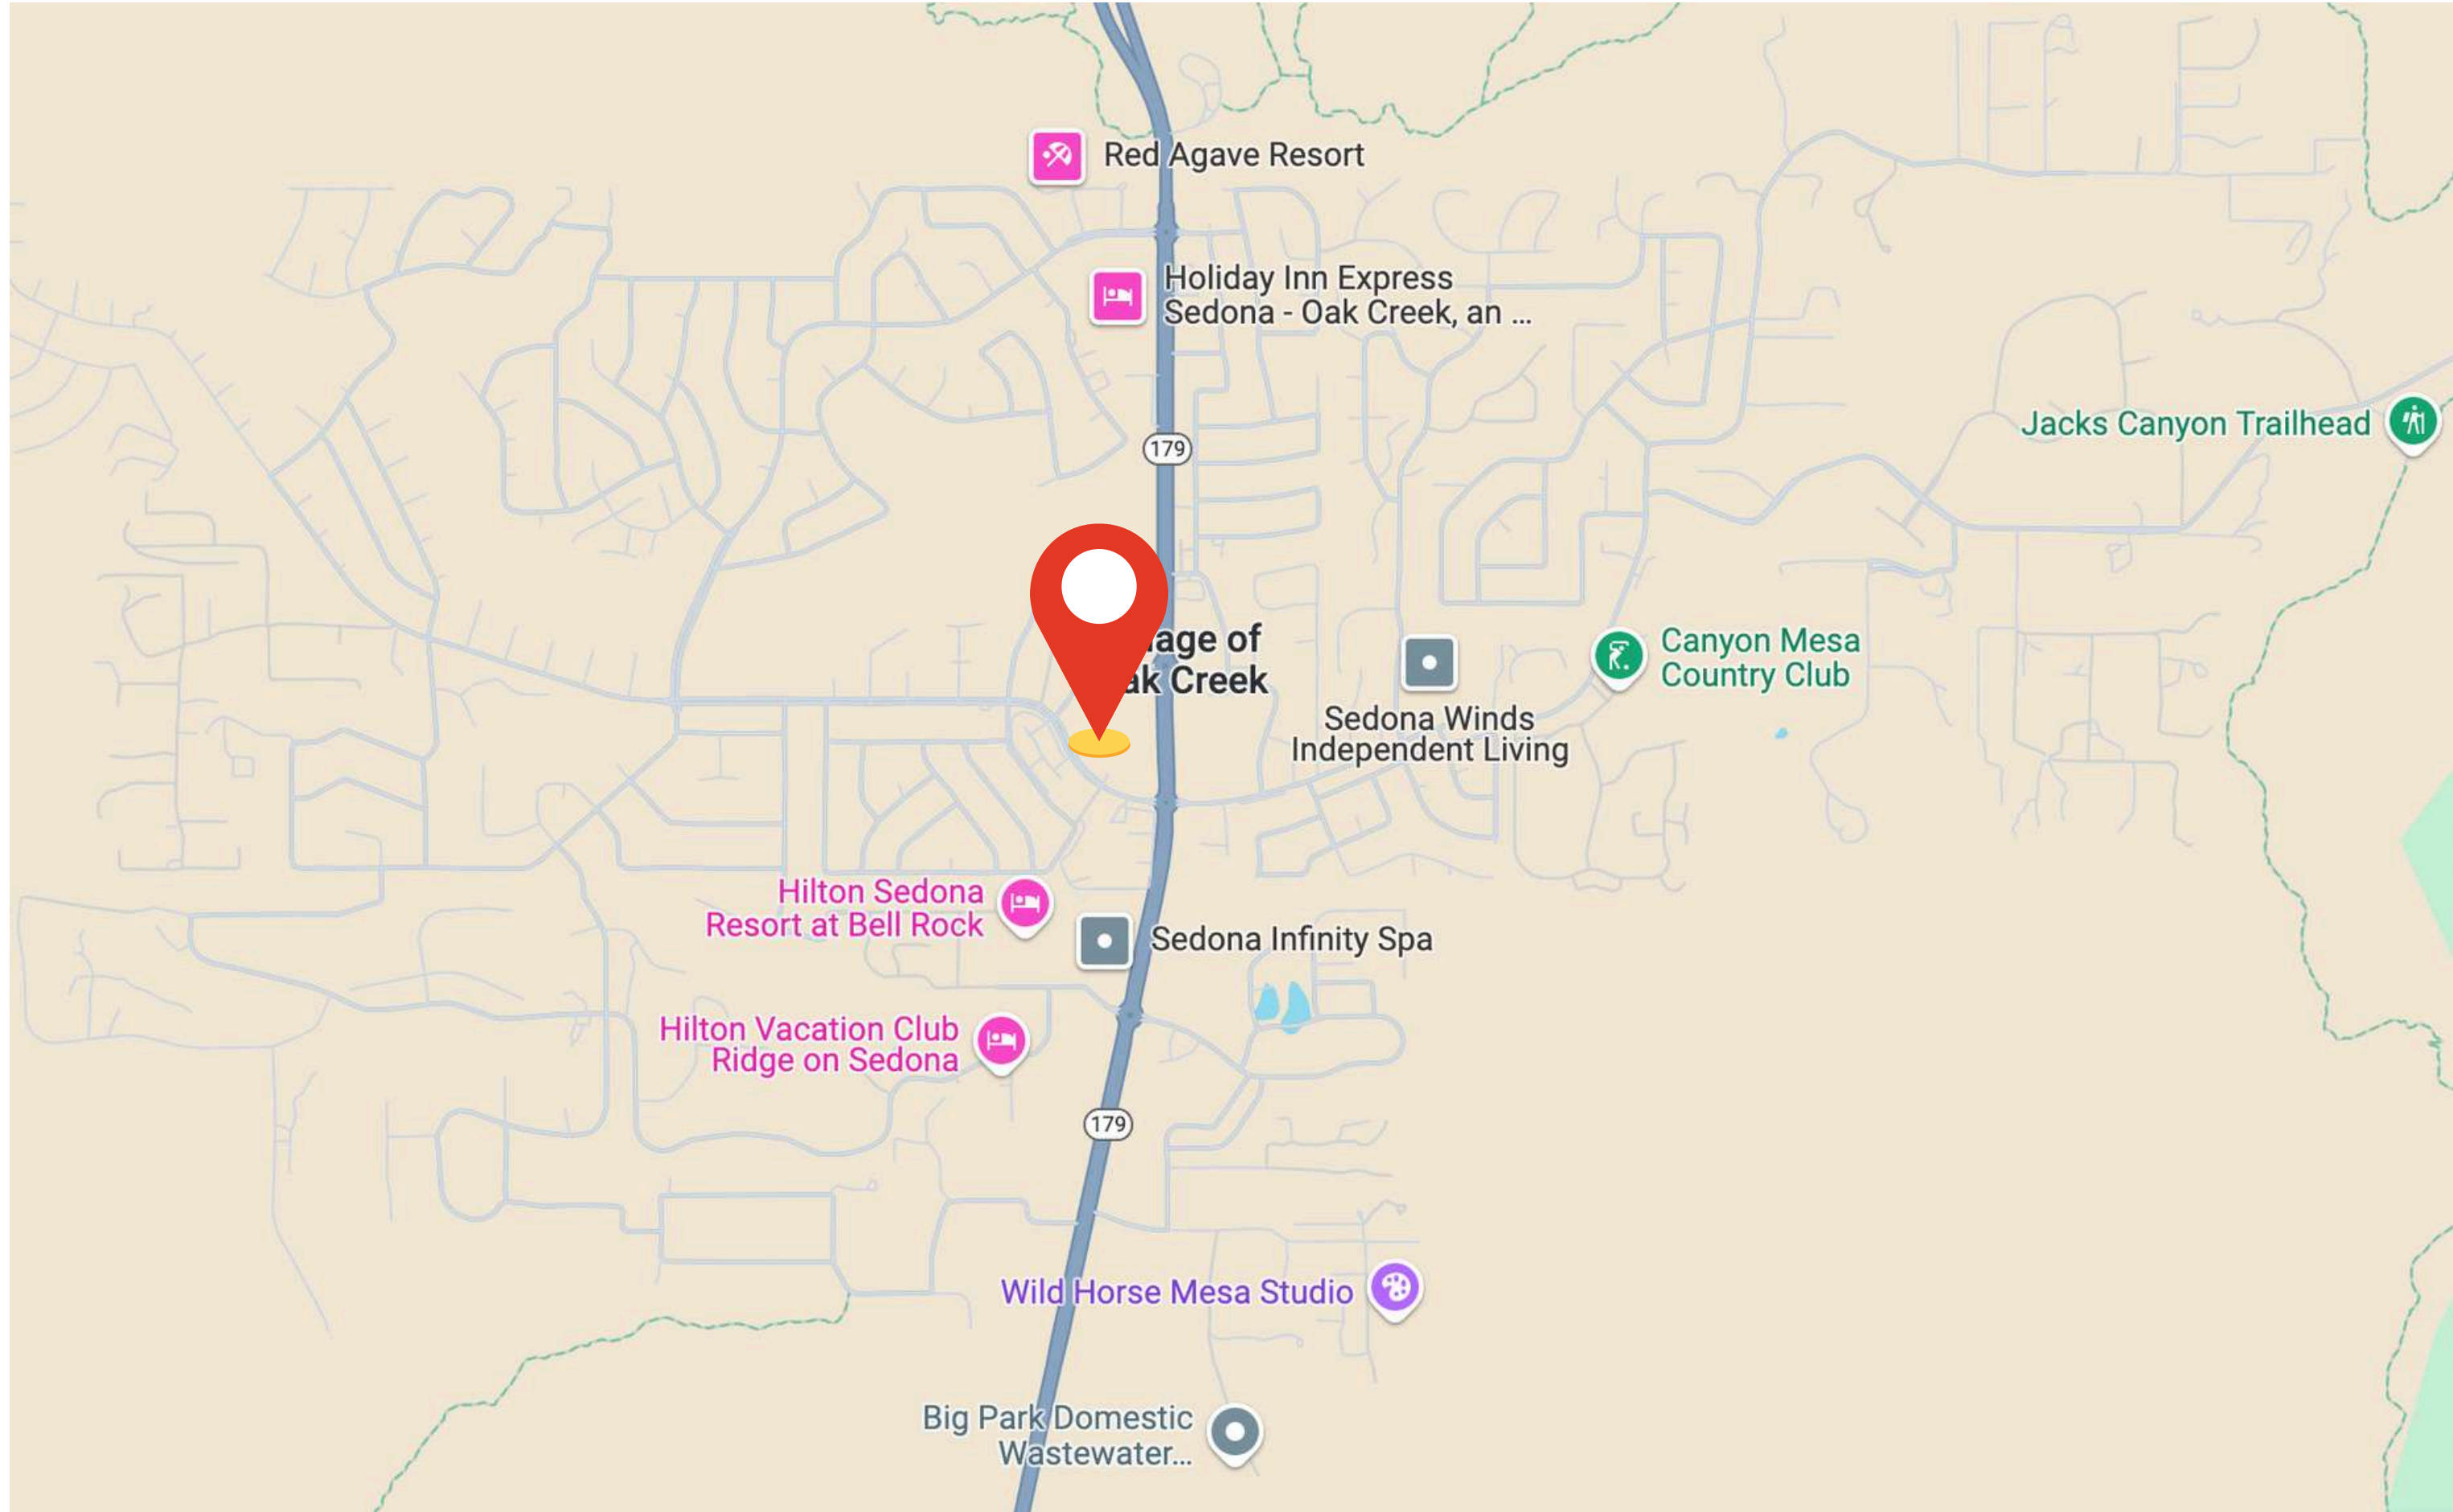 Red Agave Resort
Holiday Inn Express
Sedona - Oak Creek, an ...
Jacks Canyon Trailhead
179
age of
ak Creek
Canyon Mesa
Country Club
Sedona Winds
Independent Living
Hilton Sedona
Resort at Bell Rock
Sedona Infinity Spa
Hilton Vacation Club
Ridge on Sedona
179
Wild Horse Mesa Studio
Big Park Domestic
Wastewater...